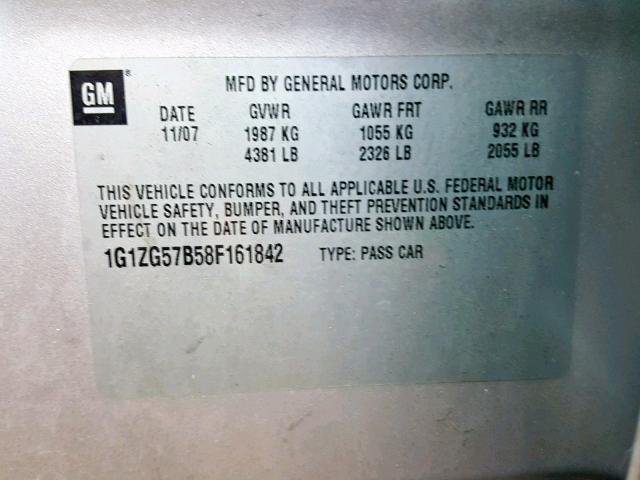 GM ®
MFD BY GENERAL MOTORS CORP.
DATE GVWR GAWR FRT GAWR RR
11/07 1987 KG 1055 KG 932 KG
4381 LB 2326 LB 2055 LB
THIS VEHICLE CONFORMS TO ALL APPLICABLE U.S. FEDERAL MOTOR
VEHICLE SAFETY, BUMPER, AND THEFT PREVENTION STANDARDS IN
EFFECT ON THE DATE OF MANUFACTURE SHOWN ABOVE.
1G1ZG57B58F161842 TYPE: PASS CAR